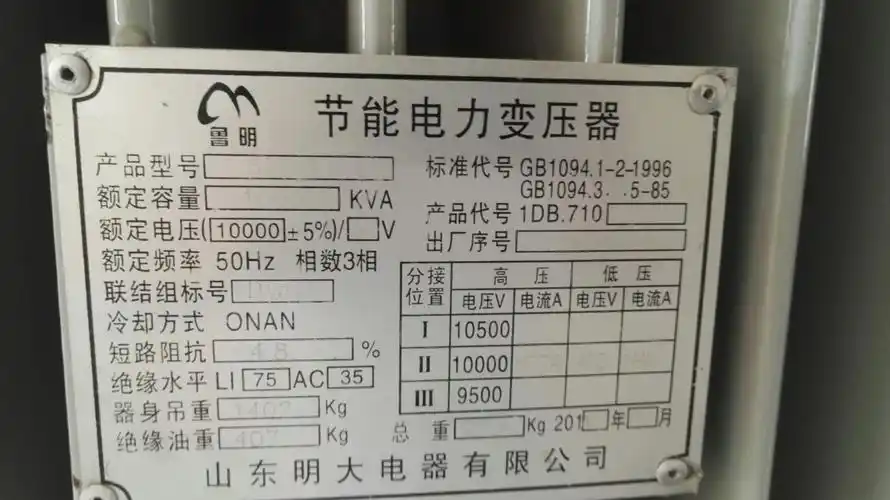 鲁明
节能电力变压器
产品型号
额定容量 KVA
额定电压(10000±5%)/ V
额定频率 50Hz 相数3相
联结组标号
冷却方式 ONAN
短路阻抗 4.8 %
绝缘水平 LI 75 AC 35
器身吊重 Kg
绝缘油重 Kg
标准代号 GB1094.1-2-1996
GB1094.3. .5-85
产品代号 1DB.710
出厂序号
分接位置 高压 低压
电压V 电流A 电压V 电流A
I 10500
II 10000
III 9500
总重 Kg 201 年 月
山东明大电器有限公司